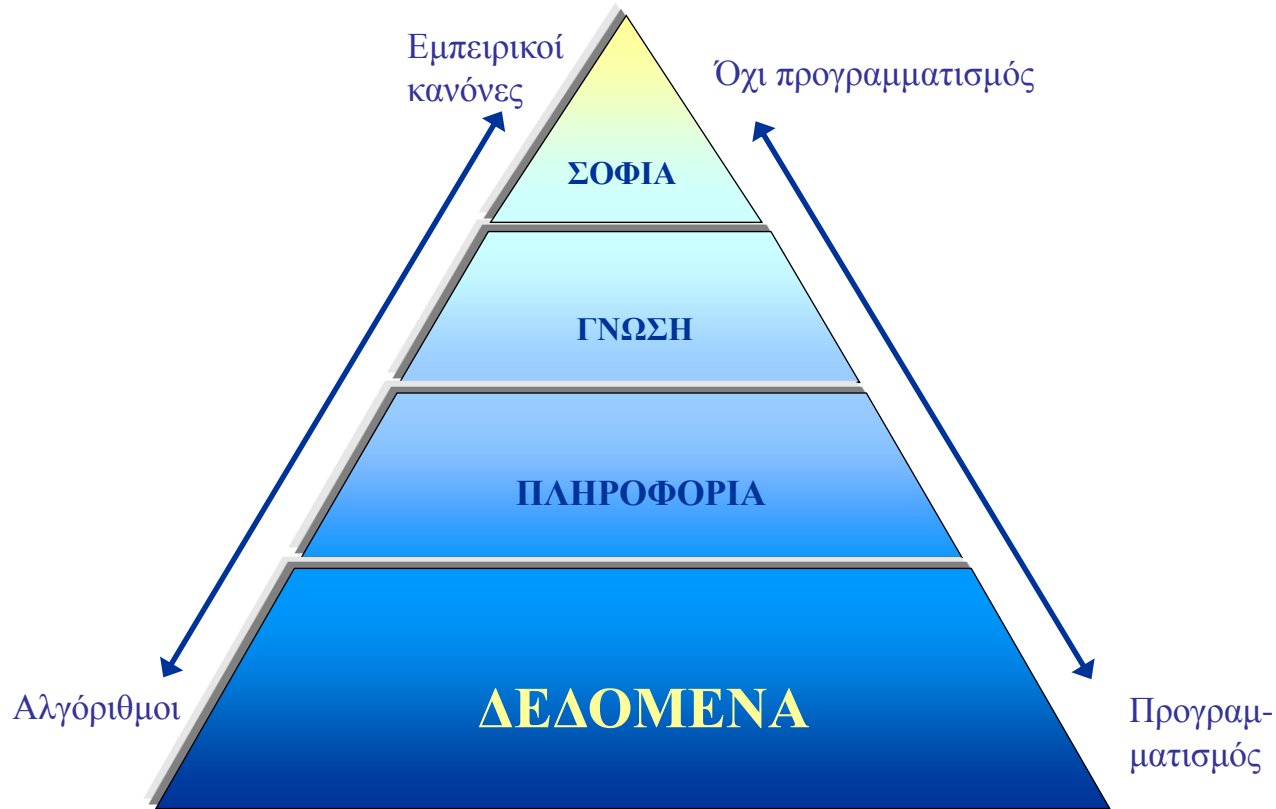 Εμπειρικοί
κανόνες
Όχι προγραμματισμός
ΣΟΦΙΑ
ΓΝΩΣΗ
ΠΛΗΡΟΦΟΡΙΑ
ΔΕΔΟΜΕΝΑ
Αλγόριθμοι
Προγραμ-
ματισμός